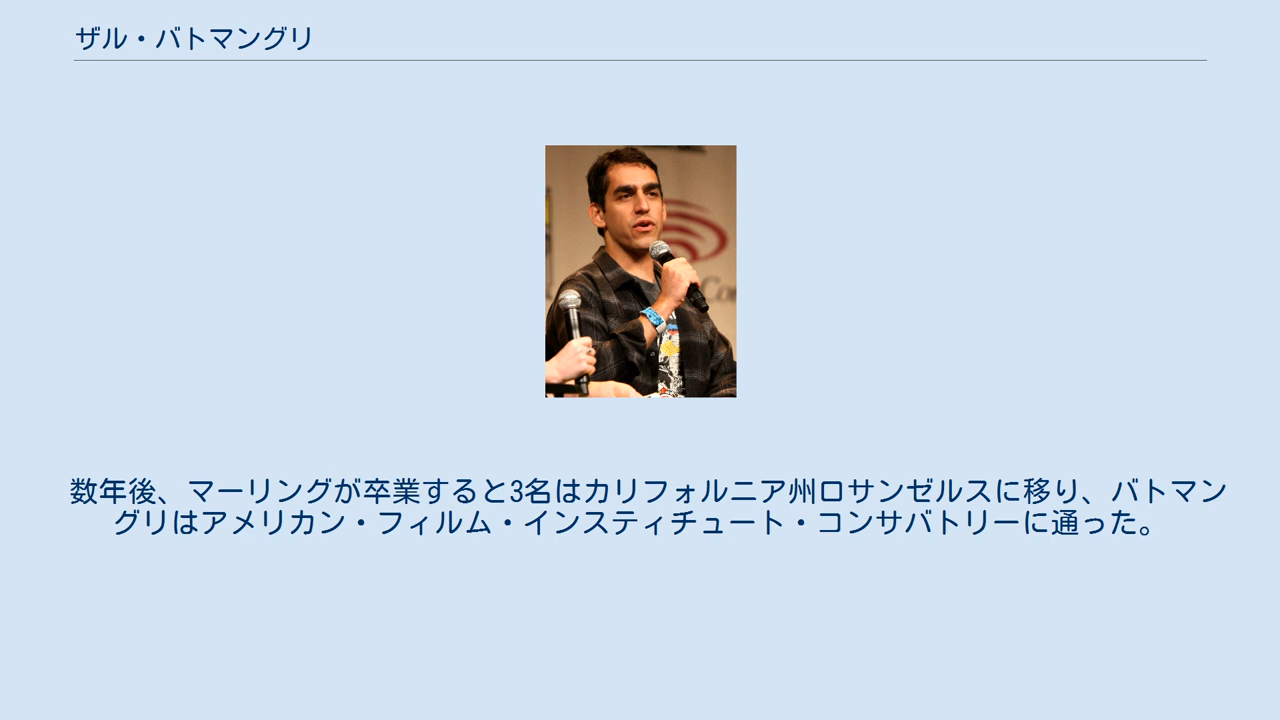 ザル・バトマングリ
Co
数年後、マーリングが卒業すると3名はカリフォルニア州ロサンゼルスに移り、バトマン
グリはアメリカン・フィルム・インスティチュート・コンサバトリーに通った。